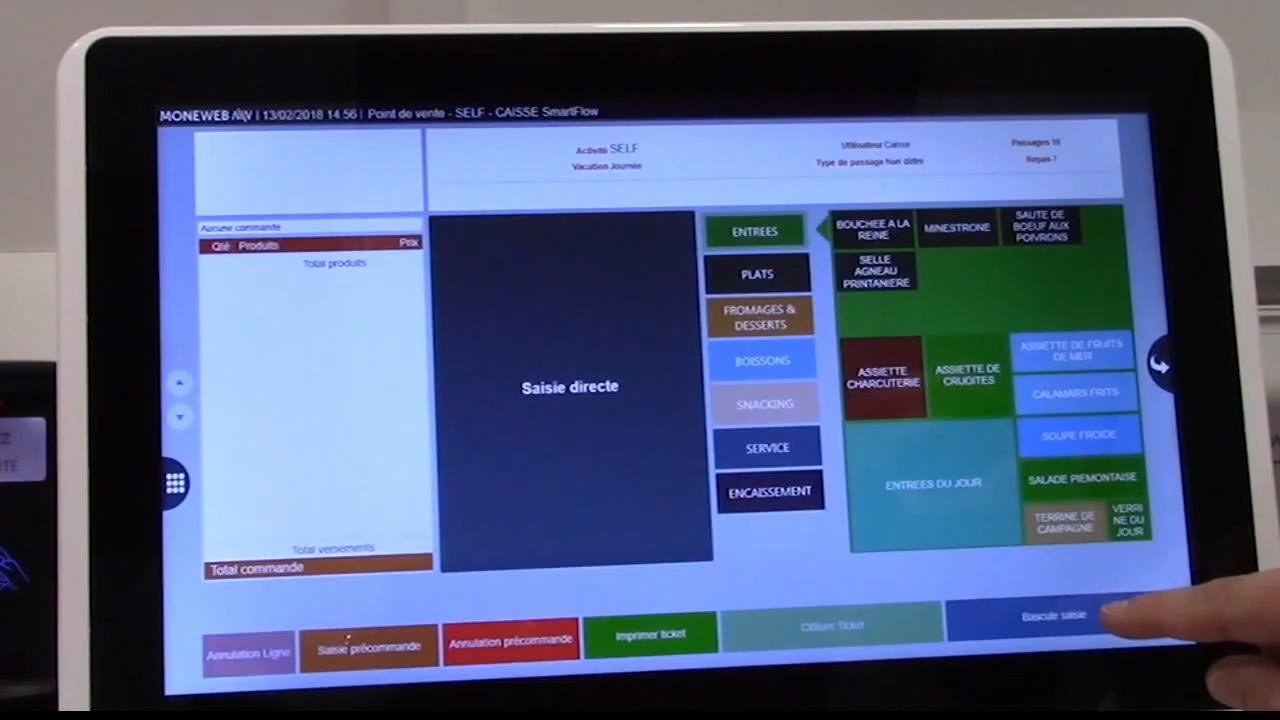 MONEWEB | 13/02/2018 14:56 | Point de vente - SELF - CAISSE SmartFlow
Activité SELF
Vacation Journée
Utilisateur Caisse
Type de passage Non défini
Passages 19
Repas 7
Aucune commande
Qté Produits Prix
Total produits
Total versements
Total commande
Saisie directe
ENTREES
PLATS
FROMAGES &
DESSERTS
BOISSONS
SNACKING
SERVICE
ENCAISSEMENT
BOUCHEE A LA
REINE
MINESTRONE
SAUTE DE
BOEUF AUX
POIVRONS
SELLE
AGNEAU
PRINTANIERE
ASSIETTE
CHARCUTERIE
ASSIETTE DE
CRUDITES
ASSIETTE DE FRUITS
DE MER
CALAMARS FRITS
SOUPE FROIDE
ENTREES DU JOUR
SALADE PIEMONTAISE
TERRINE DE
CAMPAGNE
VERRI
NE DU
JOUR
Annulation Ligne
Saisie précommande
Annulation précommande
Imprimer ticket
Clôture Ticket
Bascule saisie